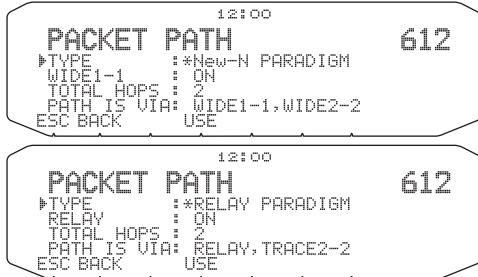 12:00
PACKET PATH 612
▶TYPE :*New-N PARADIGM
WIDE1-1 : ON
TOTAL HOPS : 2
PATH IS VIA: WIDE1-1,WIDE2-2
ESC BACK USE
12:00
PACKET PATH 612
▶TYPE :*RELAY PARADIGM
RELAY : ON
TOTAL HOPS : 2
PATH IS VIA: RELAY,TRACE2-2
ESC BACK USE